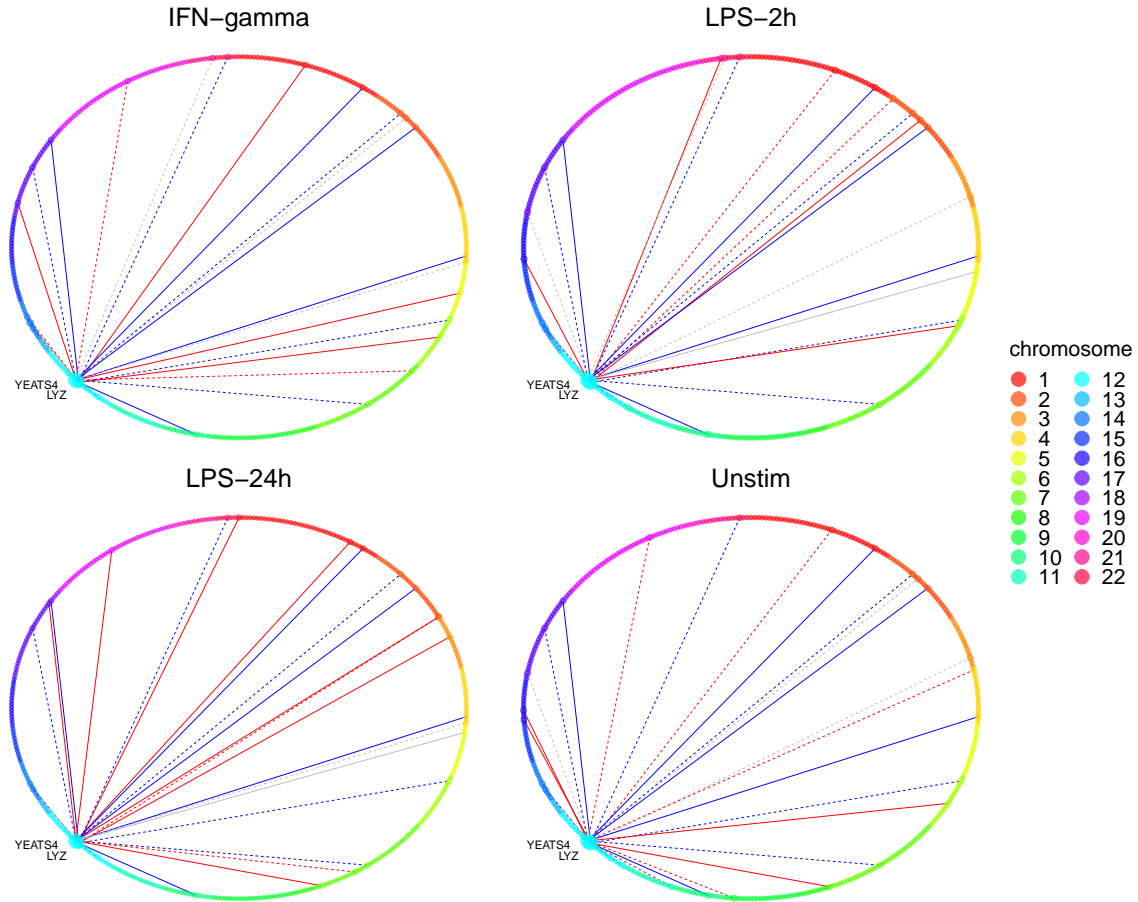 IFN−gamma
LPS−2h
YEATS4
LYZ
YEATS4
LYZ
LPS−24h
Unstim
YEATS4
LYZ
YEATS4
LYZ
chromosome
1 12
2 13
3 14
4 15
5 16
6 17
7 18
8 19
9 20
10 21
11 22